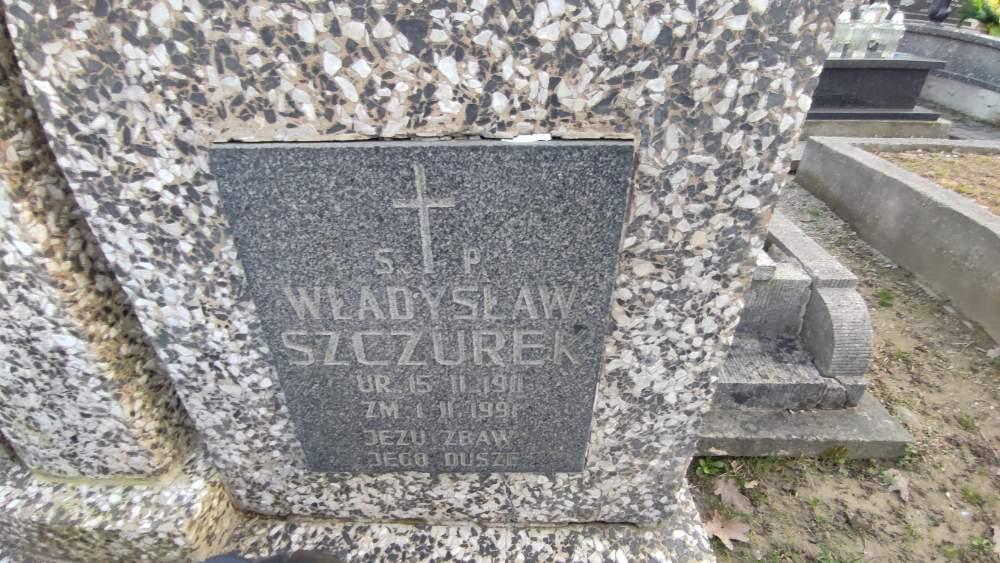 Ś P
WŁADYSŁAW
SZCZUREK
UR. 15 II 1911
ZM 1 II 1991
JEZU ZBAW
JEGO DUSZE